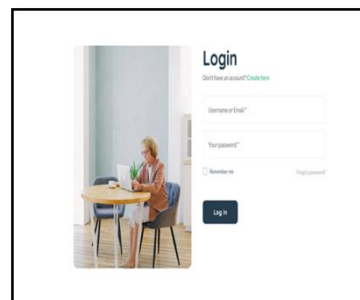 Login
Don't have an account? Create here
Username or Email *
Your password *
Remember me
Forgot password?
Log in